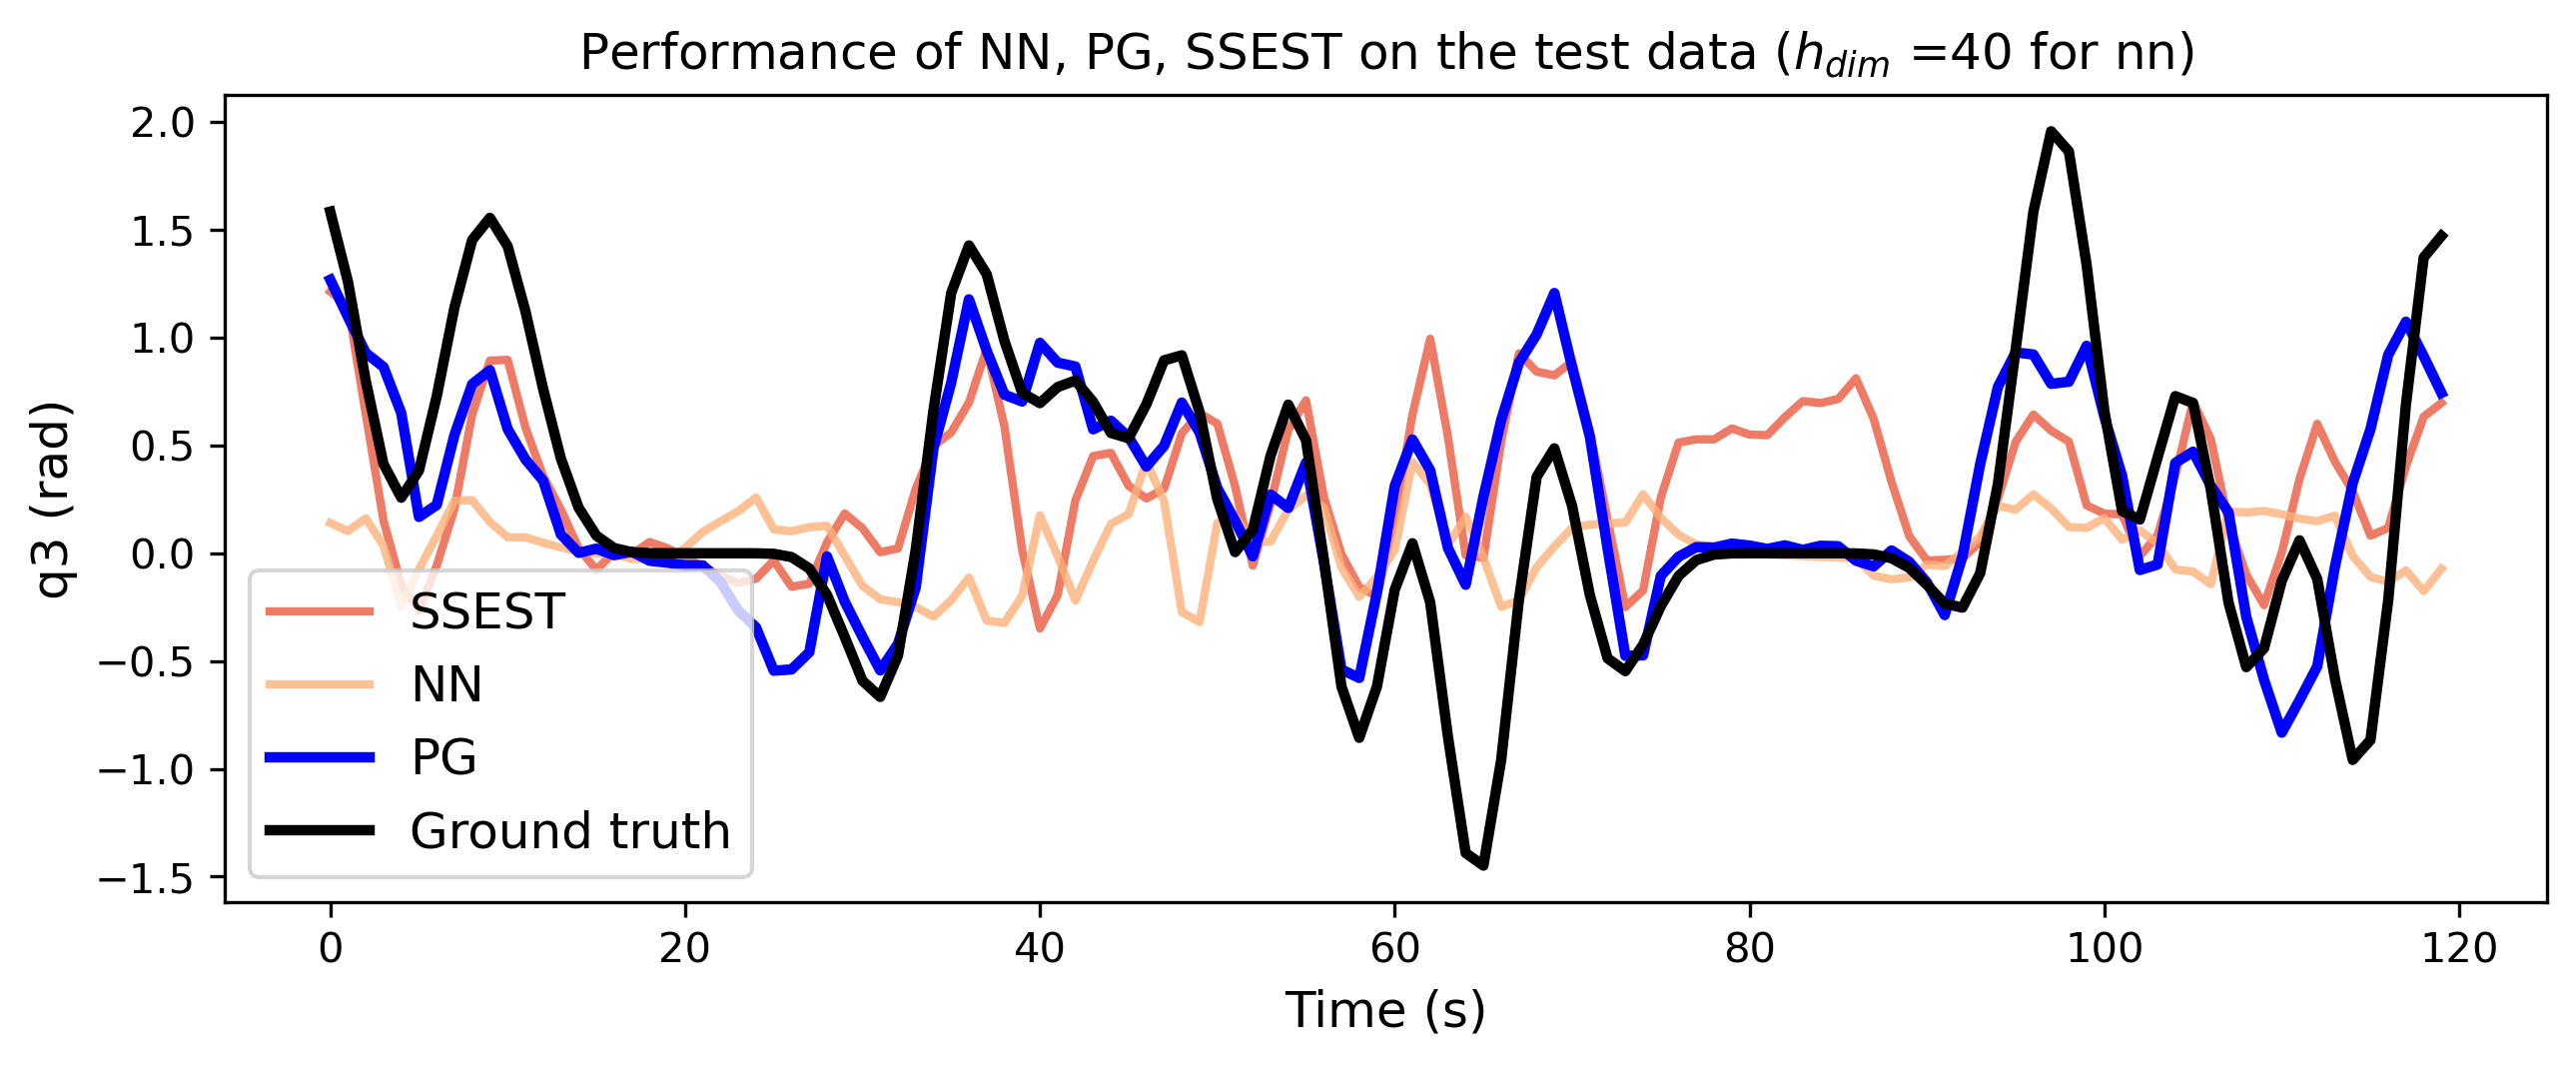 Performance of NN, PG, SSEST on the test data (h_dim =40 for nn)
2.0
1.5
1.0
0.5
0.0
−0.5
−1.0
−1.5
q3 (rad)
SSEST
NN
PG
Ground truth
0 20 40 60 80 100 120
Time (s)